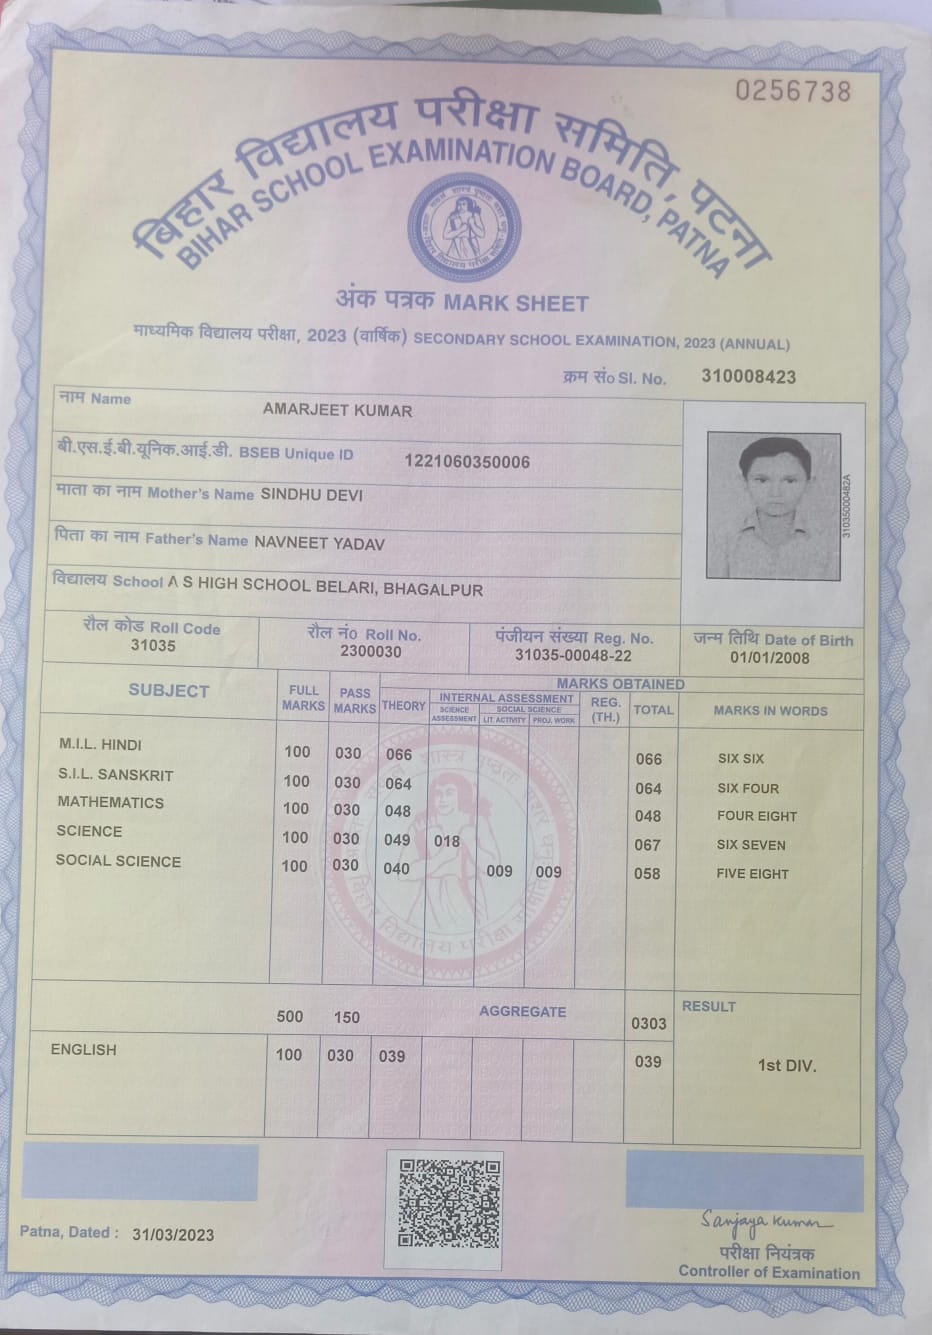 0256738
बिहार विद्यालय परीक्षा समिति, पटना
BIHAR SCHOOL EXAMINATION BOARD, PATNA
अंक पत्रक MARK SHEET
माध्यमिक विद्यालय परीक्षा, 2023 (वार्षिक) SECONDARY SCHOOL EXAMINATION, 2023 (ANNUAL)
क्रम सं० Sl. No. 310008423
नाम Name AMARJEET KUMAR
बी.एस.ई.बी.यूनिक.आई.डी. BSEB Unique ID 1221060350006
माता का नाम Mother's Name SINDHU DEVI
पिता का नाम Father's Name NAVNEET YADAV
विद्यालय School A S HIGH SCHOOL BELARI, BHAGALPUR
310350000482A
रौल कोड Roll Code रौल नं० Roll No. पंजीयन संख्या Reg. No. जन्म तिथि Date of Birth
31035 2300030 31035-00048-22 01/01/2008
SUBJECT FULL MARKS PASS MARKS MARKS OBTAINED
THEORY INTERNAL ASSESSMENT REG. (TH.) TOTAL MARKS IN WORDS
SCIENCE ASSESSMENT SOCIAL SCIENCE
LIT. ACTIVITY PROJ. WORK
M.I.L. HINDI 100 030 066 066 SIX SIX
S.I.L. SANSKRIT 100 030 064 064 SIX FOUR
MATHEMATICS 100 030 048 048 FOUR EIGHT
SCIENCE 100 030 049 018 067 SIX SEVEN
SOCIAL SCIENCE 100 030 040 009 009 058 FIVE EIGHT
500 150 AGGREGATE 0303 RESULT
ENGLISH 100 030 039 039 1st DIV.
Patna, Dated : 31/03/2023
Sanjaya Kumar
परीक्षा नियंत्रक
Controller of Examination